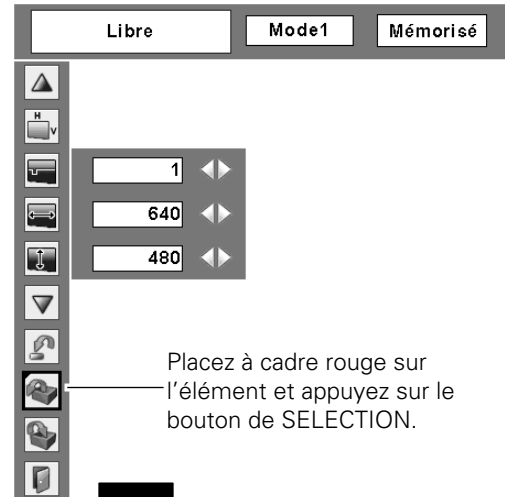 Libre Mode1 Mémorisé
H
V
1
640
480
Placez à cadre rouge sur
l'élément et appuyez sur le
bouton de SELECTION.